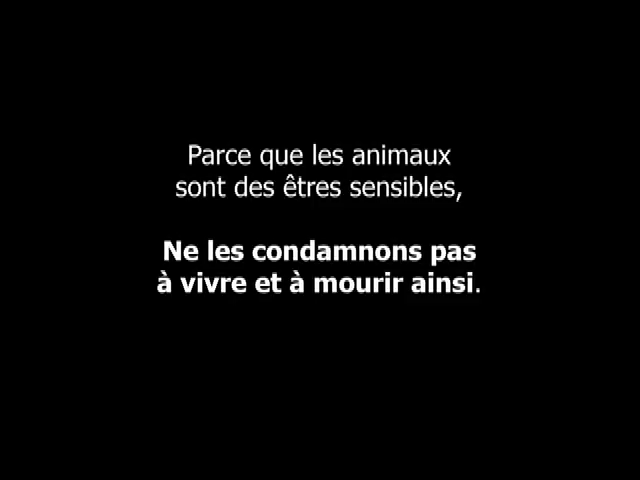 Parce que les animaux
sont des êtres sensibles,
Ne les condamnons pas
à vivre et à mourir ainsi.